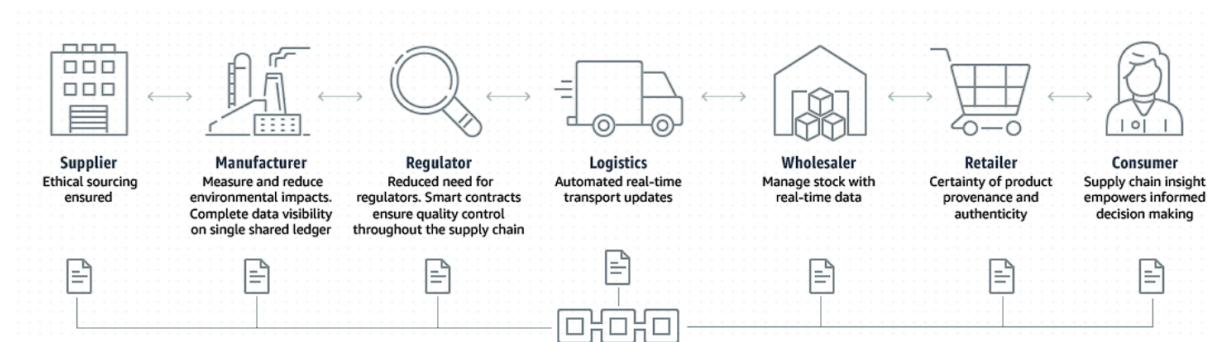 Supplier
Ethical sourcing
ensured
Manufacturer
Measure and reduce
environmental impacts.
Complete data visibility
on single shared ledger
Regulator
Reduced need for
regulators. Smart contracts
ensure quality control
throughout the supply chain
Logistics
Automated real-time
transport updates
Wholesaler
Manage stock with
real-time data
Retailer
Certainty of product
provenance and
authenticity
Consumer
Supply chain insight
empowers informed
decision making